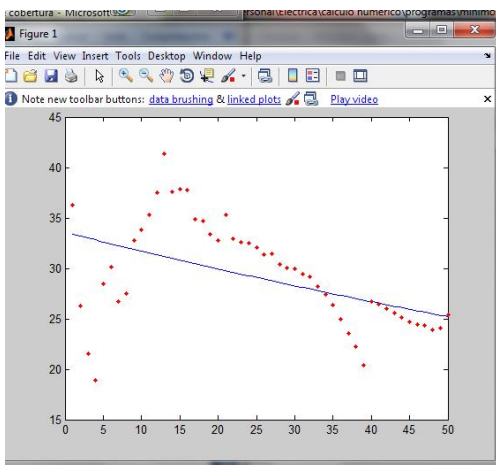 cobertura - Microsoft
ersonal\Electrica\calculo numerico\programas\minimo
Figure 1
File Edit View Insert Tools Desktop Window Help
Note new toolbar buttons: data brushing & linked plots Play video
45
40
35
30
25
20
15
0 5 10 15 20 25 30 35 40 45 50